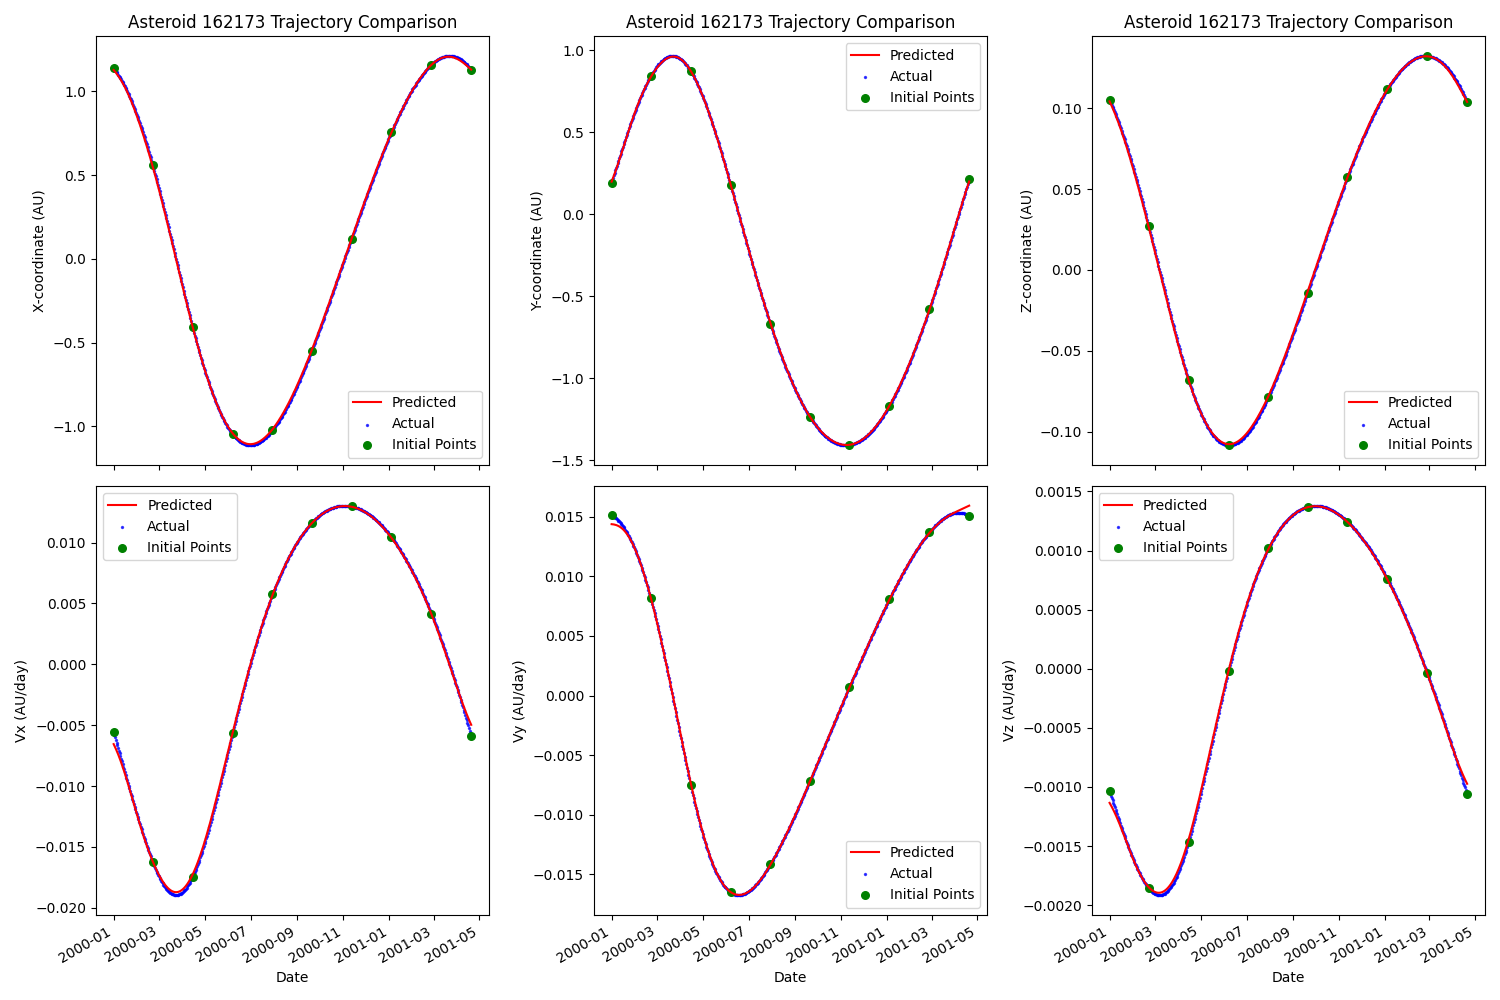 Asteroid 162173 Trajectory Comparison
X-coordinate (AU)
1.0
0.5
0.0
−0.5
−1.0
Predicted
Actual
Initial Points
Asteroid 162173 Trajectory Comparison
Y-coordinate (AU)
1.0
0.5
0.0
−0.5
−1.0
−1.5
Predicted
Actual
Initial Points
Asteroid 162173 Trajectory Comparison
Z-coordinate (AU)
0.10
0.05
0.00
−0.05
−0.10
Predicted
Actual
Initial Points
Vx (AU/day)
0.010
0.005
0.000
−0.005
−0.010
−0.015
−0.020
Predicted
Actual
Initial Points
2000-01
2000-03
2000-05
2000-07
2000-09
2000-11
2001-01
2001-03
2001-05
Date
Vy (AU/day)
0.015
0.010
0.005
0.000
−0.005
−0.010
−0.015
Predicted
Actual
Initial Points
2000-01
2000-03
2000-05
2000-07
2000-09
2000-11
2001-01
2001-03
2001-05
Date
Vz (AU/day)
0.0015
0.0010
0.0005
0.0000
−0.0005
−0.0010
−0.0015
−0.0020
Predicted
Actual
Initial Points
2000-01
2000-03
2000-05
2000-07
2000-09
2000-11
2001-01
2001-03
2001-05
Date